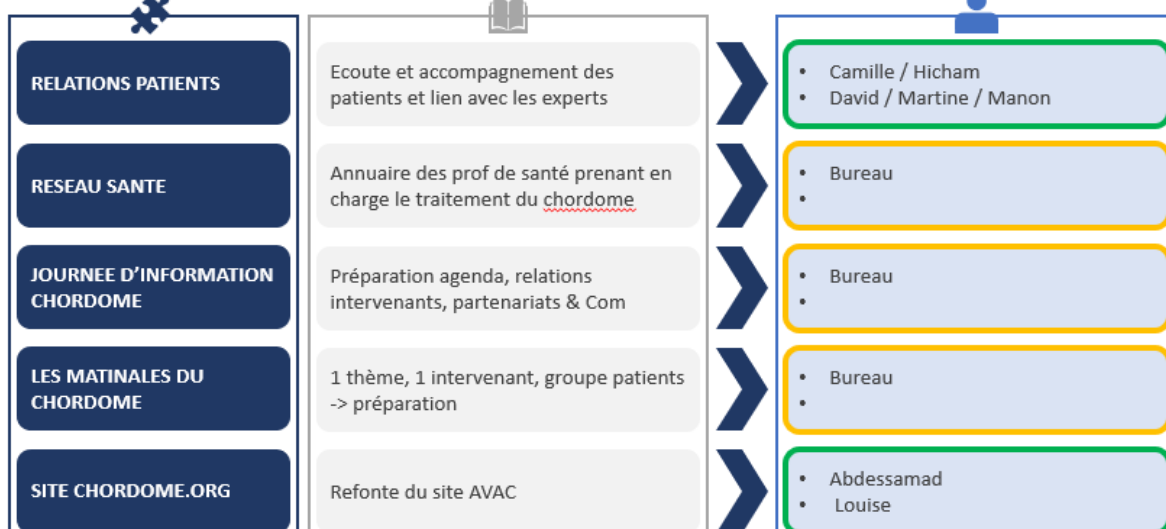 RELATIONS PATIENTS
Ecoute et accompagnement des
patients et lien avec les experts
• Camille / Hicham
• David / Martine / Manon
RESEAU SANTE
Annuaire des prof de santé prenant en
charge le traitement du chordome
• Bureau
•
JOURNEE D’INFORMATION
CHORDOME
Préparation agenda, relations
intervenants, partenariats & Com
• Bureau
•
LES MATINALES DU
CHORDOME
1 thème, 1 intervenant, groupe patients
-> préparation
• Bureau
•
SITE CHORDOME.ORG
Refonte du site AVAC
• Abdessamad
• Louise